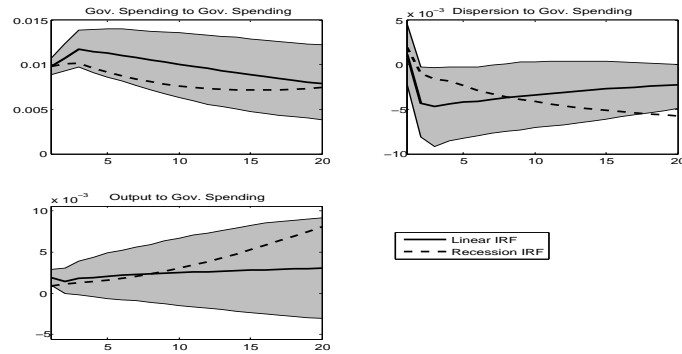 Gov. Spending to Gov. Spending
0.015
0.01
0.005
0
5 10 15 20
Dispersion to Gov. Spending
x 10⁻³
5
0
−5
−10
5 10 15 20
Output to Gov. Spending
x 10⁻³
10
5
0
−5
5 10 15 20
Linear IRF
Recession IRF